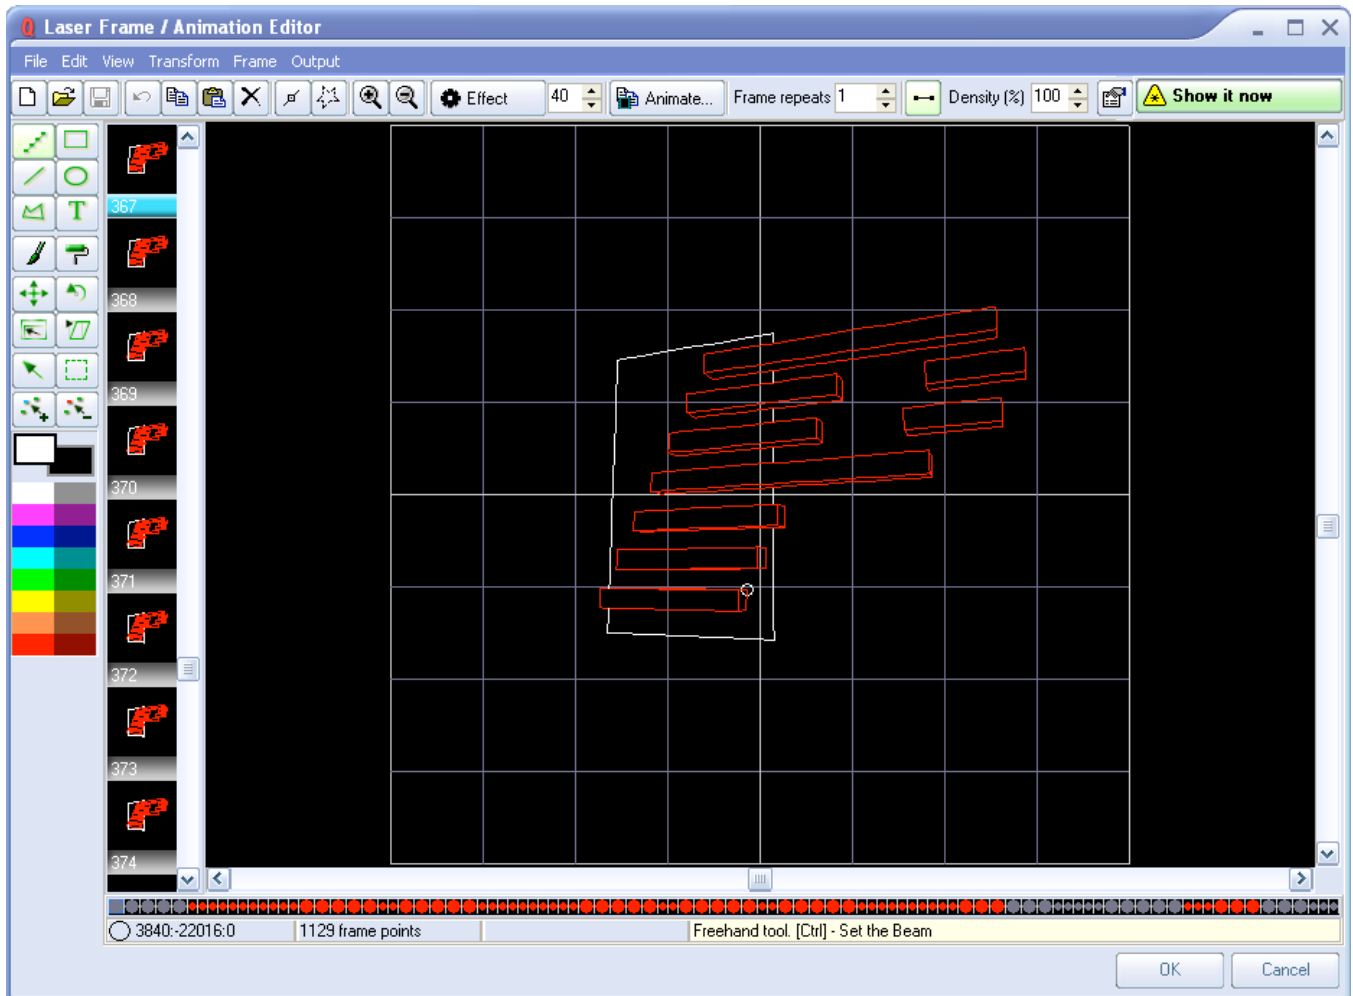 Laser Frame / Animation Editor
File Edit View Transform Frame Output
Effect 40 Animate... Frame repeats 1 Density (%) 100 Show it now
T
367
368
369
370
371
372
373
374
3840:-22016:0 1129 frame points Freehand tool. [Ctrl] - Set the Beam
OK Cancel